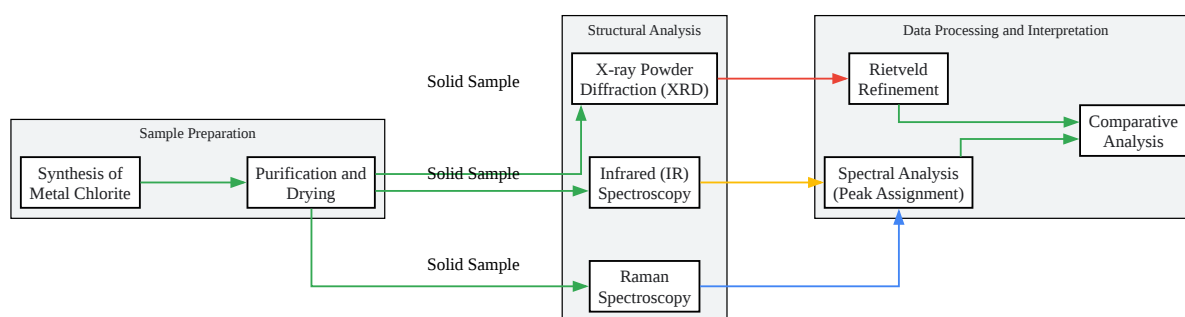 Structural Analysis
Data Processing and Interpretation
Solid Sample
X-ray Powder
Diffraction (XRD)
Rietveld
Refinement
Sample Preparation
Comparative
Analysis
Synthesis of
Metal Chlorite
Purification and
Drying
Solid Sample
Infrared (IR)
Spectroscopy
Spectral Analysis
(Peak Assignment)
Solid Sample
Raman
Spectroscopy